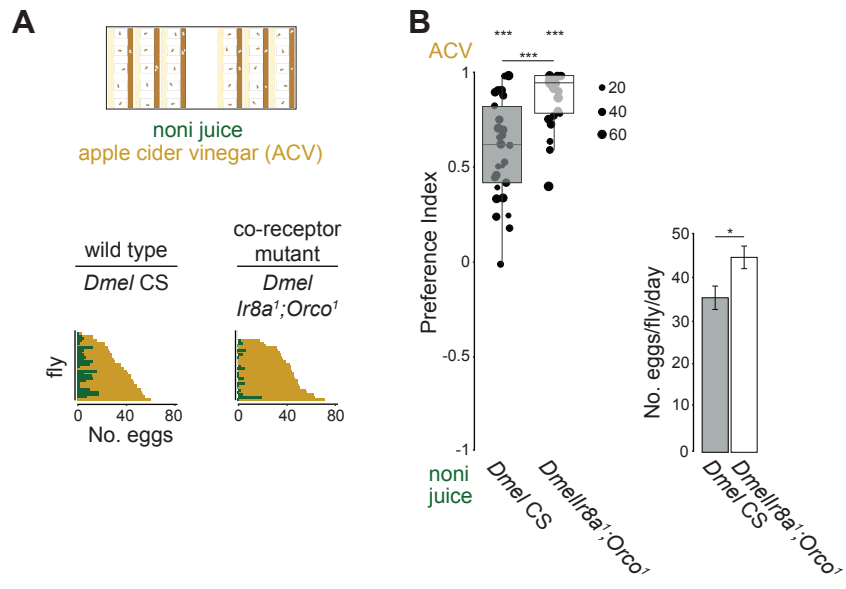 A
noni juice
apple cider vinegar (ACV)
wild type
Dmel CS
co-receptor
mutant
Dmel
Ir8a¹;Orco¹
fly
0 40 80
0 40 80
No. eggs
B
ACV
*** ***
***
1
0.5
0
-0.5
-1
Preference Index
20
40
60
noni
juice
Dmel CS
DmelIr8a¹;Orco¹
*
50
40
30
20
10
0
No. eggs/fly/day
Dmel CS
DmelIr8a¹;Orco¹